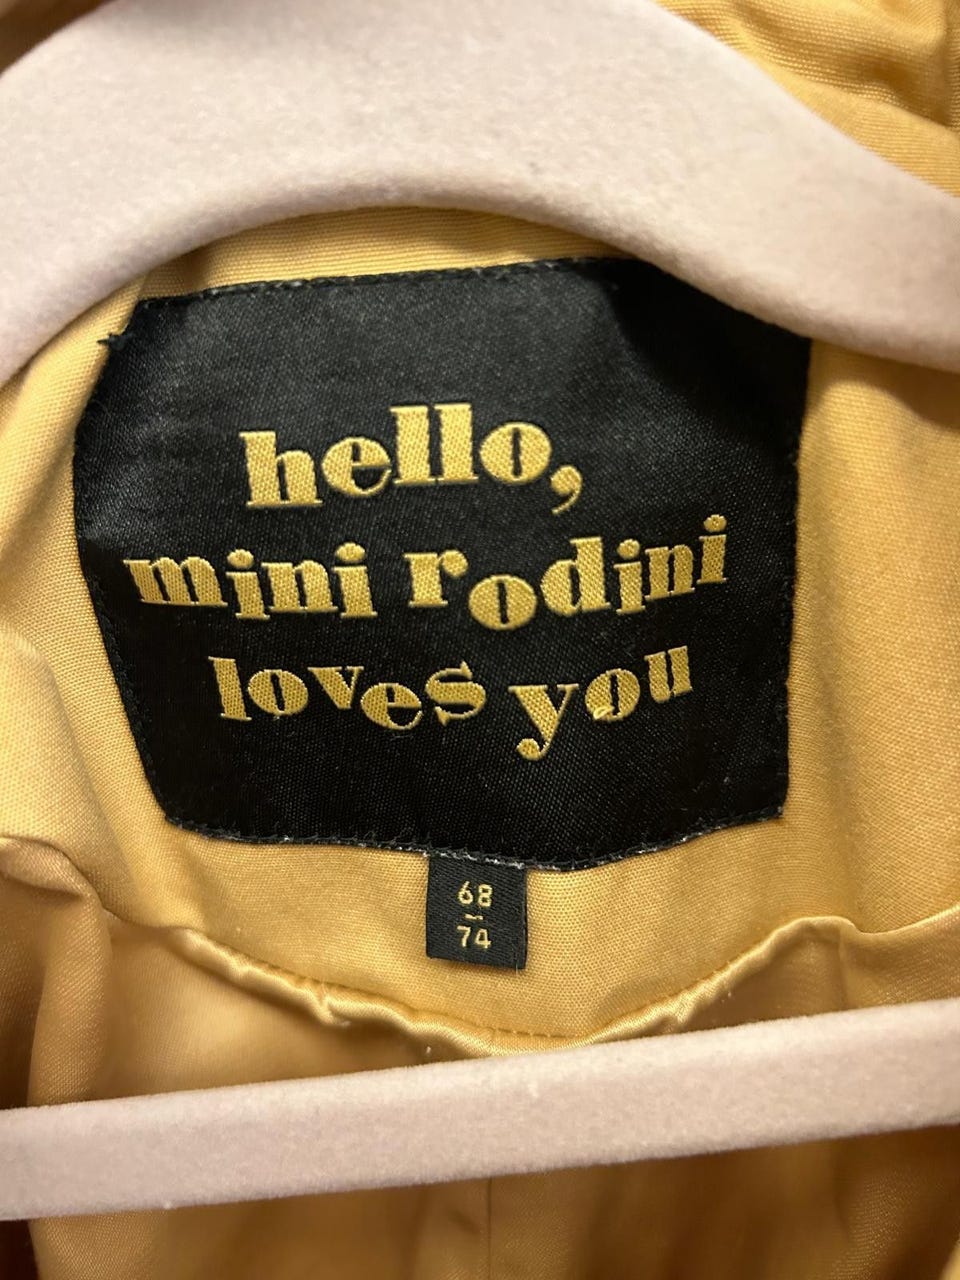 hello,
mini rodini
loves you
68
–
74